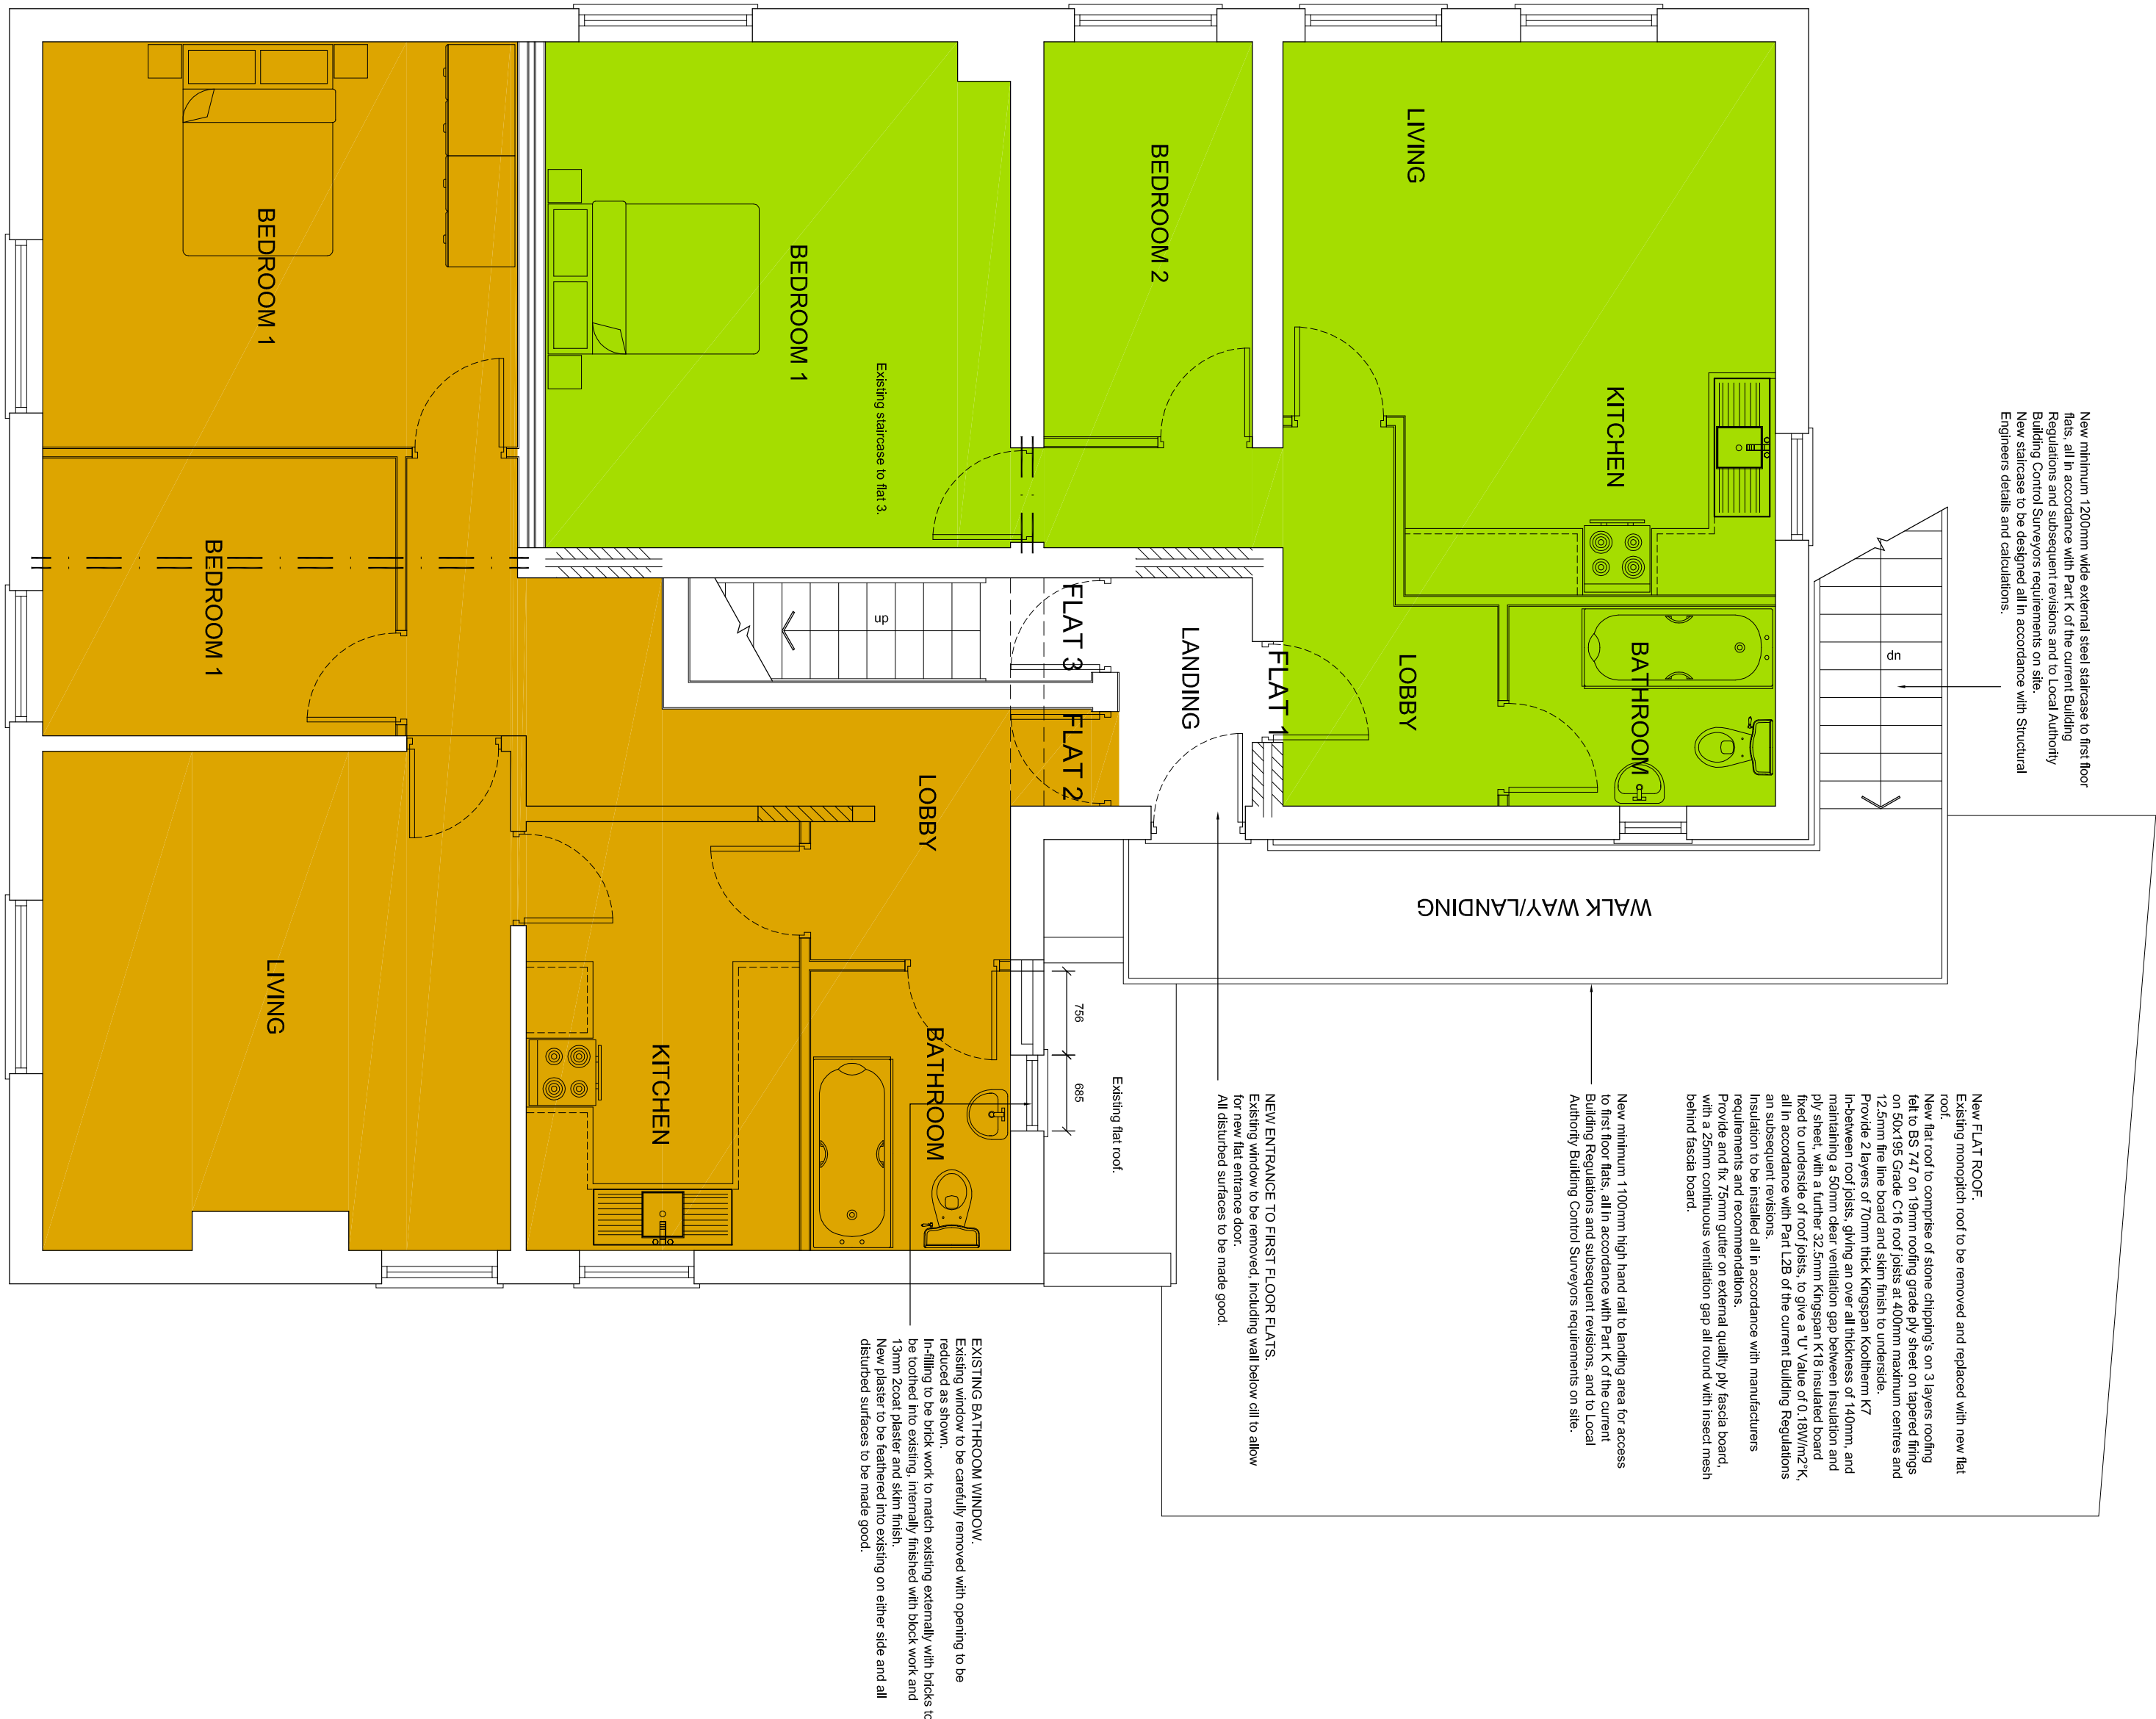 New minimum 1200mm wide external steel staircase to first floor
flats, all in accordance with Part K of the current Building
Regulationsd and subsequent revisions and to Local Authority
Building Control Surveyors requirements on site.
New staircase to be designed all in accordance with Structural
Engineers details and calculations.
LIVING
KITCHEN
BEDROOM 2
BEDROOM 1
Existing staircase to flat 3.
BEDROOM 1
BEDROOM 1
up
dn
FLAT 3
LANDING
FLAT 1
LOBBY
BATHROOM
FLAT 2
LOBBY
WALK WAY/LANDING
LIVING
KITCHEN
BATHROOM
756
685
Existing flat roof.
New FLAT ROOF.
Existing monopitch roof to be removed and replaced with new flat
roof.
New flat roof to comprise of stone chipping's on 3 layers roofing
felt to BS 747 on 19mm roofing grade ply sheet on tapered firings
on 50x195 Grade C16 roof joists at 400mm maximum centres and
12.5mm fire line board and skim finish to underside.
Provide 2 layers of 70mm thick Kingspan Kooltherm K7
in-between roof joists, giving an over all thickness of 140mm, and
maintaining a 50mm clear ventilation gap between insulation and
ply sheet, with a further 32.5mm Kingspan K18 insulated board
fixed to underside of roof joists, to give a 'U' Value of 0.18W/m2°K,
all in accordance with Part L2B of the current Building Regulations
an subsequent revisions.
Insulation to be installed all in accordance with manufacturers
requirements and recommendations.
Provide and fix 75mm gutter on external quality ply fascia board,
with a 25mm continuous ventilation gap all round with insect mesh
behind fascia board.
New minimum 1100mm high hand rail to landing area for access
to first floor flats, all in accordance with Part K of the current
Building Regulations and subsequent revisions, and to Local
Authority Building Control Surveyors requirements on site.
NEW ENTRANCE TO FIRST FLOOR FLATS.
Existing window to be removed, including wall below cill to allow
for new flat entrance door.
All disturbed surfaces to be made good.
EXISTING BATHROOM WINDOW.
Existing window to be carefully removed with opening to be
reduced as shown.
In-filling to be brick work to match existing externally with bricks to
be toothed into existing, internally finished with block work and
13mm 2coat plaster and skim finish.
New plaster to be feathered into existing on either side and all
disturbed surfaces to be made good.